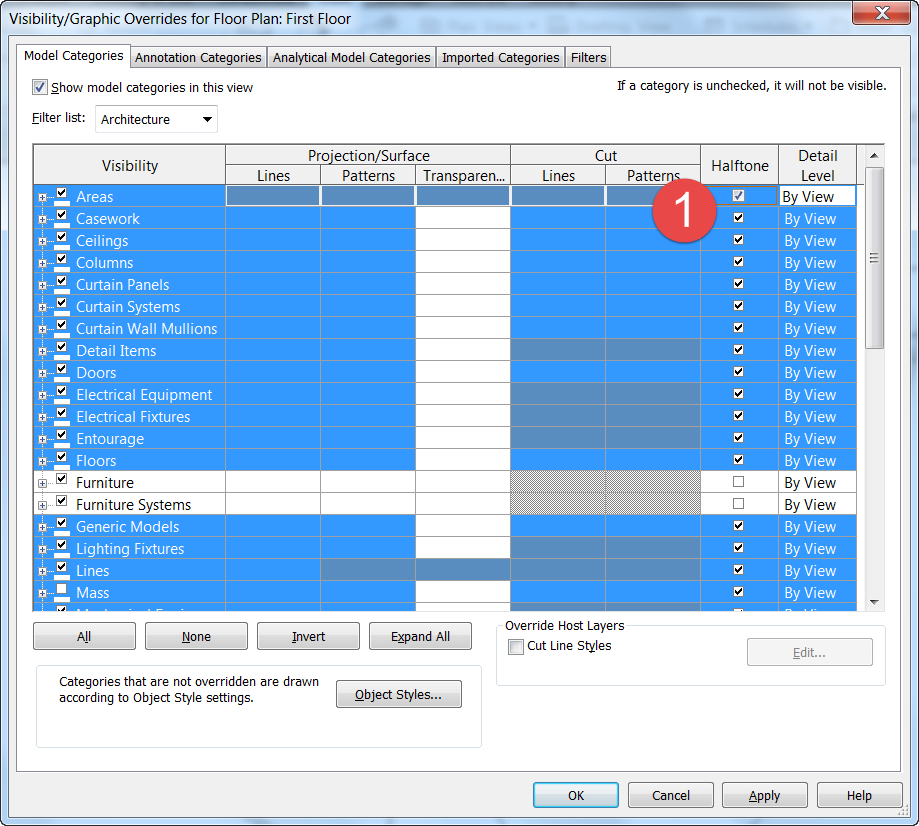 Visibility/Graphic Overrides for Floor Plan: First Floor
Model Categories Annotation Categories Analytical Model Categories Imported Categories Filters
Show model categories in this view
If a category is unchecked, it will not be visible.
Filter list: Architecture
Visibility Projection/Surface Cut Halftone Detail Level
Lines Patterns Transparen... Lines Patterns
1
Areas By View
Casework By View
Ceilings By View
Columns By View
Curtain Panels By View
Curtain Systems By View
Curtain Wall Mullions By View
Detail Items By View
Doors By View
Electrical Equipment By View
Electrical Fixtures By View
Entourage By View
Floors By View
Furniture By View
Furniture Systems By View
Generic Models By View
Lighting Fixtures By View
Lines By View
Mass By View
All None Invert Expand All
Override Host Layers
Cut Line Styles
Edit...
Categories that are not overridden are drawn
according to Object Style settings.
Object Styles...
OK Cancel Apply Help